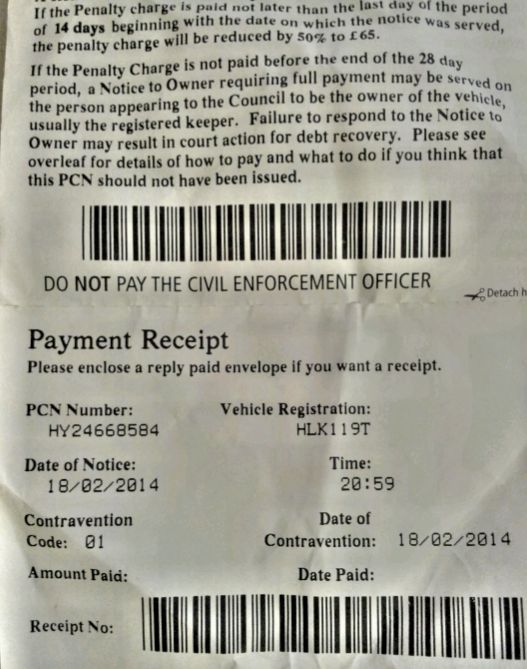 If the Penalty charge is paid not later than the last day of the period
of 14 days beginning with the date on which the notice was served,
the penalty charge will be reduced by 50% to £65.
If the Penalty Charge is not paid before the end of the 28 day
period, a Notice to Owner requiring full payment may be served on
the person appearing to the Council to be the owner of the vehicle,
usually the registered keeper. Failure to respond to the Notice to
Owner may result in court action for debt recovery. Please see
overleaf for details of how to pay and what to do if you think that
this PCN should not have been issued.
DO NOT PAY THE CIVIL ENFORCEMENT OFFICER
Detach h
Payment Receipt
Please enclose a reply paid envelope if you want a receipt.
PCN Number: Vehicle Registration:
HY24668584 HLK119T
Date of Notice: Time:
18/02/2014 20:59
Contravention Date of
Code: 01 Contravention: 18/02/2014
Amount Paid: Date Paid:
Receipt No: